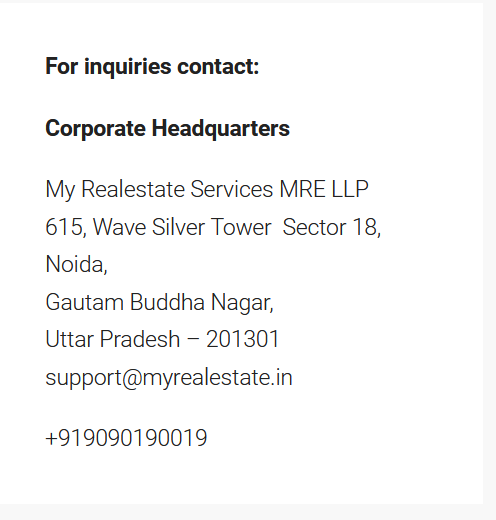 For inquiries contact:
Corporate Headquarters
My Realestate Services MRE LLP
615, Wave Silver Tower  Sector 18,
Noida,
Gautam Buddha Nagar,
Uttar Pradesh – 201301
support@myrealestate.in
+919090190019